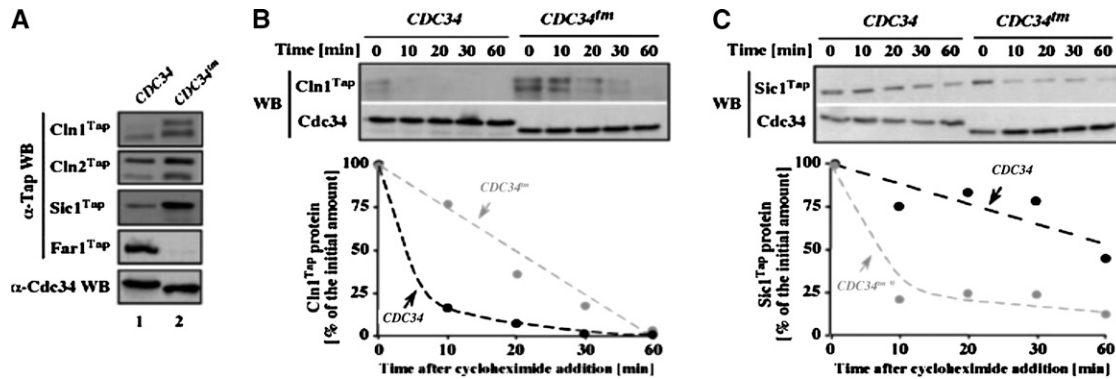 A
CDC34
CDC34tm
α-Tap WB
Cln1Tap
Cln2Tap
Sic1Tap
Far1Tap
α-Cdc34 WB
1 2
B
CDC34 CDC34tm
Time [min] 0 10 20 30 60 0 10 20 30 60
WB
Cln1Tap
Cdc34
Cln1Tap protein
[% of the initial amount]
100
75
50
25
0
CDC34tm
CDC34
0 10 20 30 60
Time after cycloheximide addition [min]
C
CDC34 CDC34tm
Time [min] 0 10 20 30 60 0 10 20 30 60
WB
Sic1Tap
Cdc34
Sic1Tap protein
[% of the initial amount]
100
75
50
25
0
CDC34
CDC34tm
0 10 20 30 60
Time after cycloheximide addition [min]